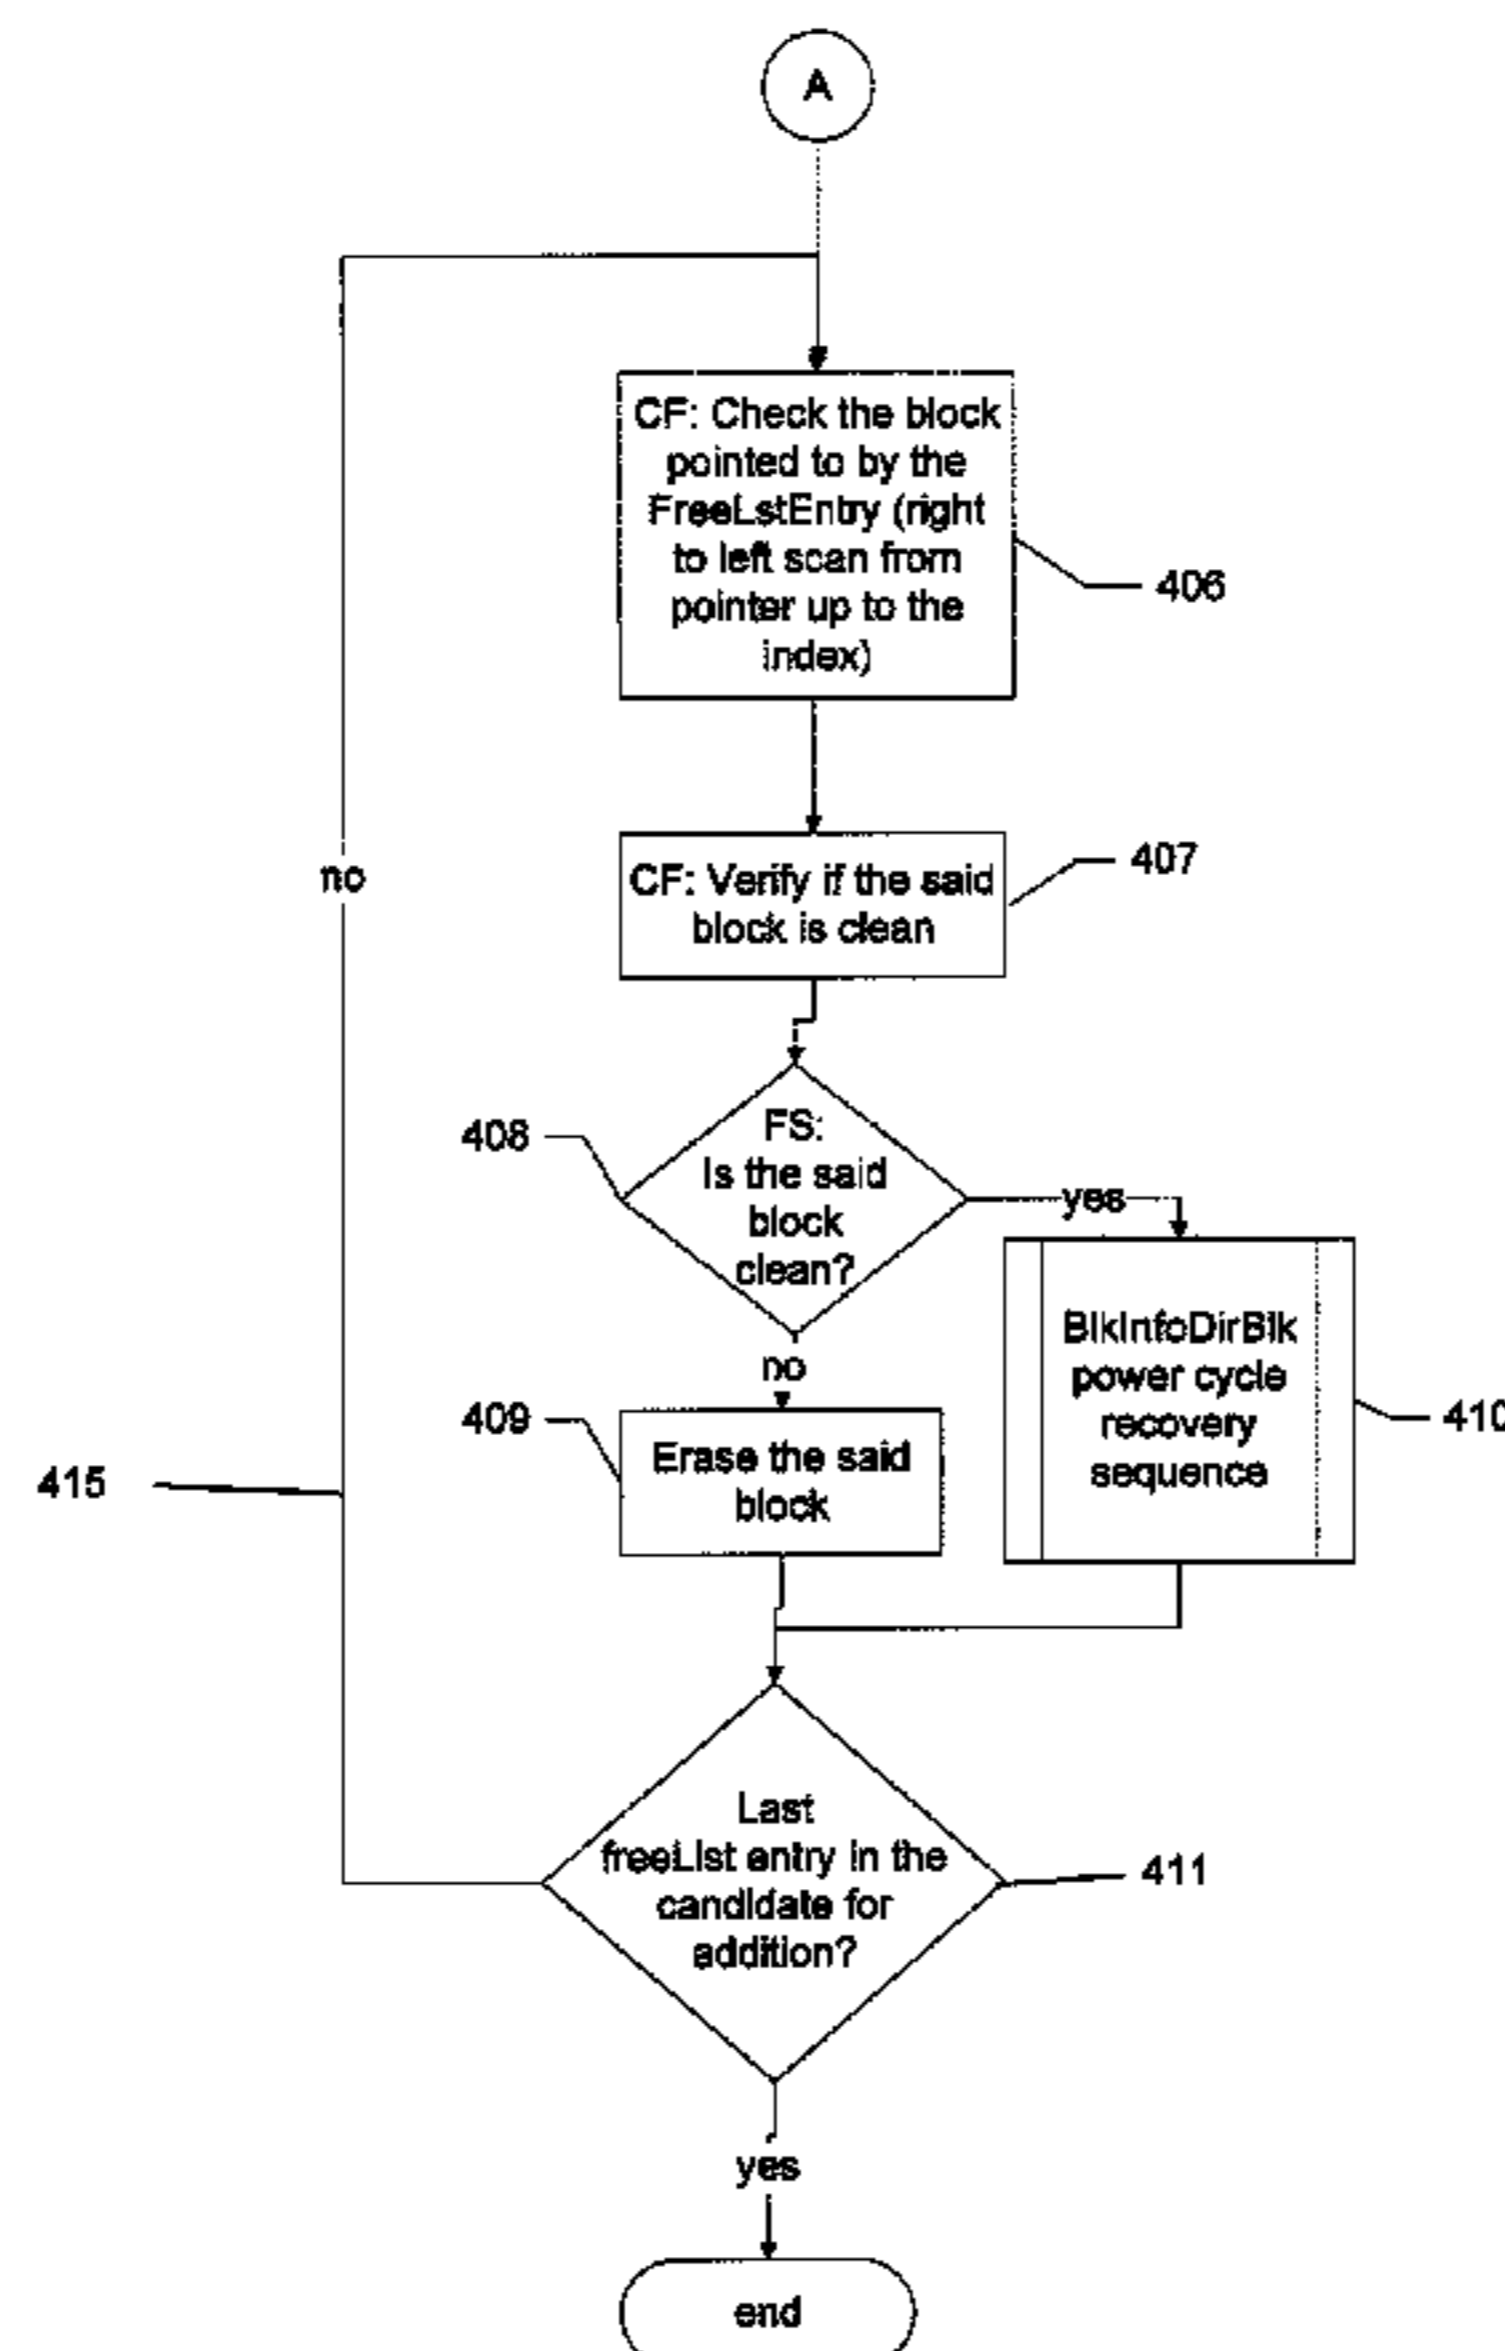 A
CF: Check the block
pointed to by the
FreeLstEntry (right
to left scan from
pointer up to the
index)
406
no
CF: Verify if the said
block is clean
407
408
FS:
Is the said
block
clean?
yes
no
BlkInfoDirBlk
power cycle
recovery
sequence
410
409
Erase the said
block
415
Last
freeList entry in the
candidate for
addition?
411
yes
end